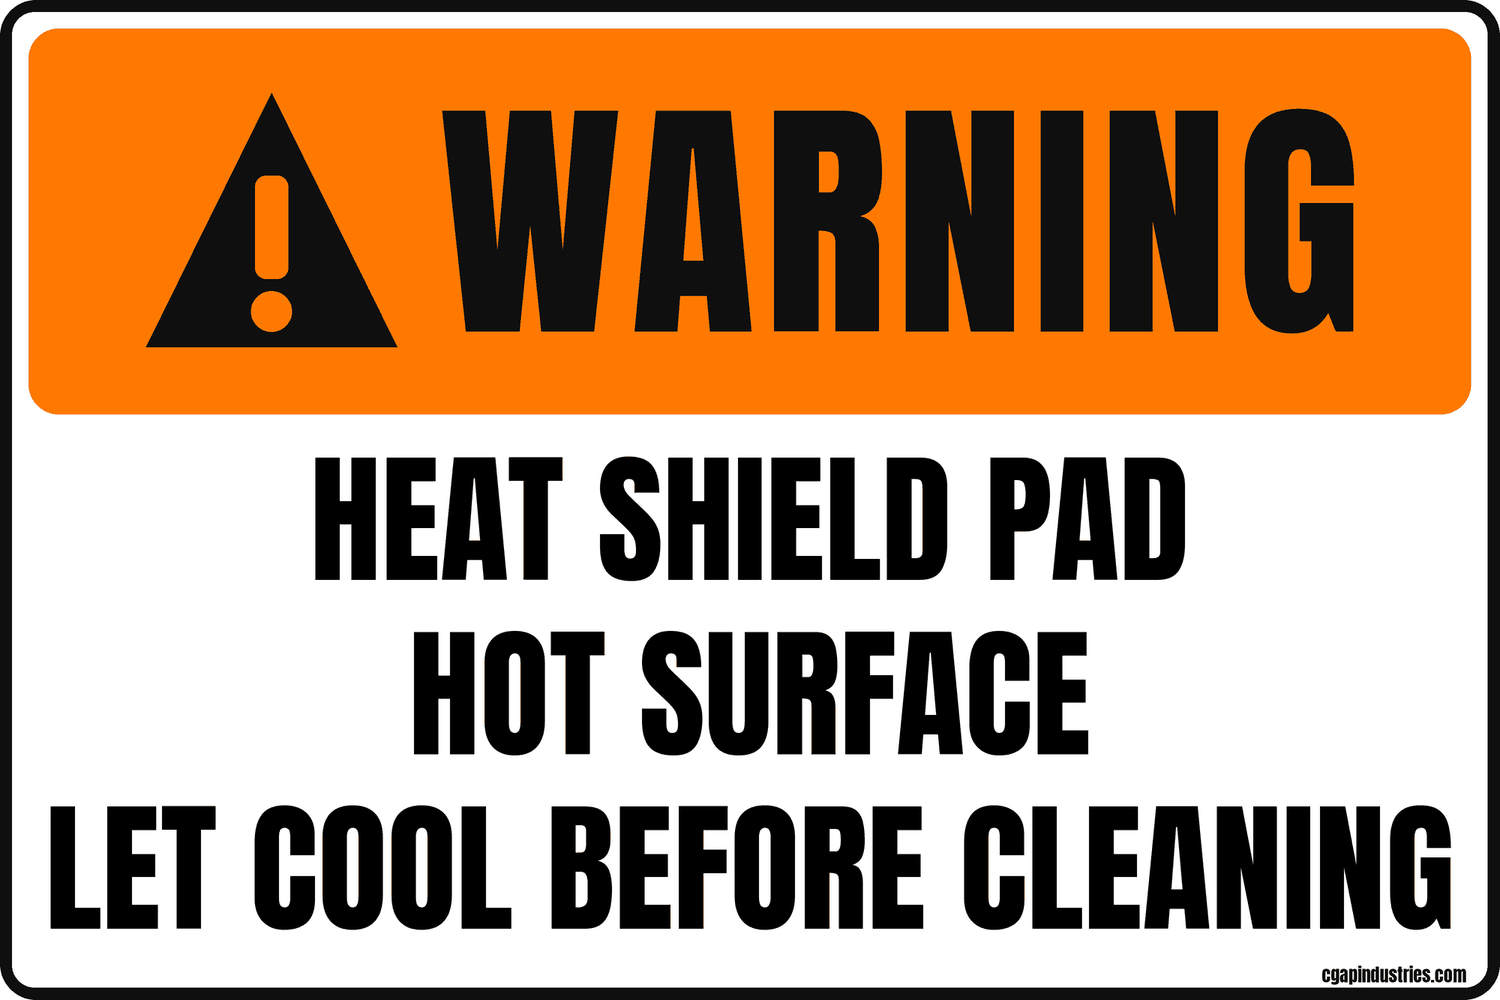 WARNING
HEAT SHIELD PAD
HOT SURFACE
LET COOL BEFORE CLEANING
cgapindustries.com